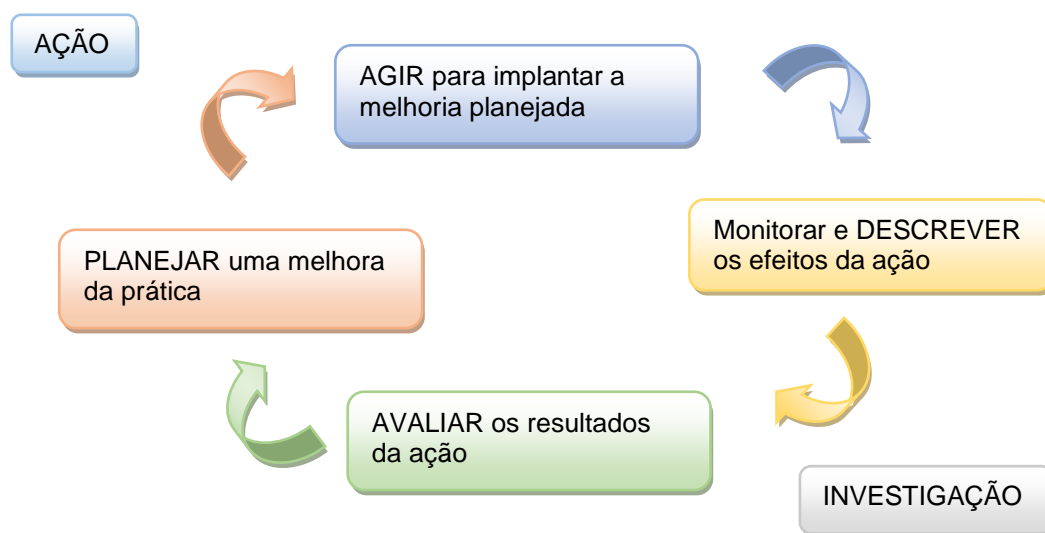 AÇÃO
AGIR para implantar a
melhoria planejada
Monitorar e DESCREVER
os efeitos da ação
PLANEJAR uma melhora
da prática
AVALIAR os resultados
da ação
INVESTIGAÇÃO